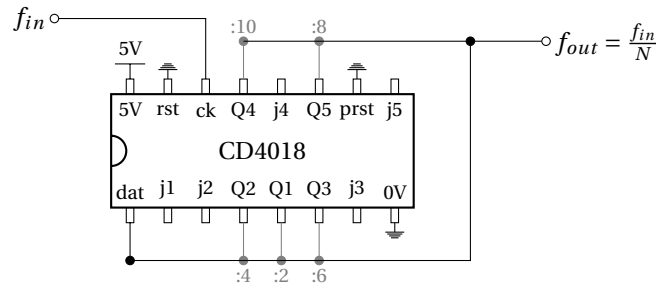 f_in
:10 :8
f_out = f_in/N
5V
5V rst ck Q4 j4 Q5 prst j5
CD4018
dat j1 j2 Q2 Q1 Q3 j3 0V
:4 :2 :6